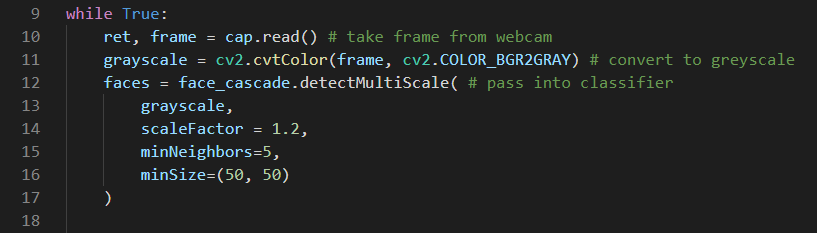 9 while True:
10     ret, frame = cap.read() # take frame from webcam
11     grayscale = cv2.cvtColor(frame, cv2.COLOR_BGR2GRAY) # convert to greyscale
12     faces = face_cascade.detectMultiScale( # pass into classifier
13         grayscale,
14         scaleFactor = 1.2,
15         minNeighbors=5,
16         minSize=(50, 50)
17     )
18